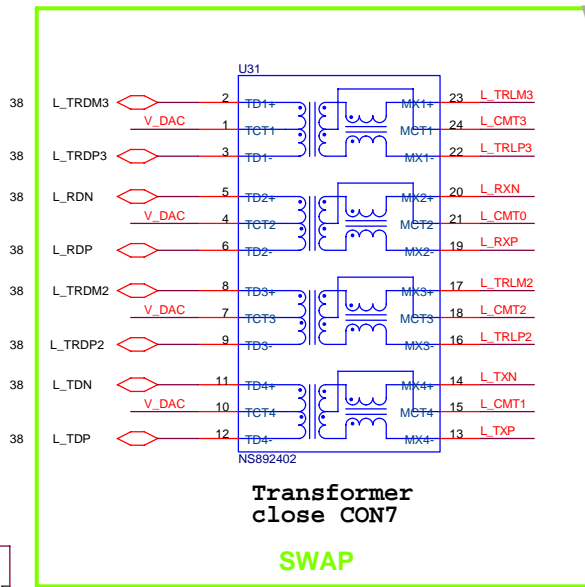 U31
38 L_TRDM3 2 TD1+ MX1+ 23 L_TRLM3
V_DAC 1 TCT1 MCT1 24 L_CMT3
38 L_TRDP3 3 TD1- MX1- 22 L_TRLP3
38 L_RDN 5 TD2+ MX2+ 20 L_RXN
V_DAC 4 TCT2 MCT2 21 L_CMT0
38 L_RDP 6 TD2- MX2- 19 L_RXP
38 L_TRDM2 8 TD3+ MX3+ 17 L_TRLM2
V_DAC 7 TCT3 MCT3 18 L_CMT2
38 L_TRDP2 9 TD3- MX3- 16 L_TRLP2
38 L_TDN 11 TD4+ MX4+ 14 L_TXN
V_DAC 10 TCT4 MCT4 15 L_CMT1
38 L_TDP 12 TD4- MX4- 13 L_TXP
NS892402
Transformer
close CON7
SWAP